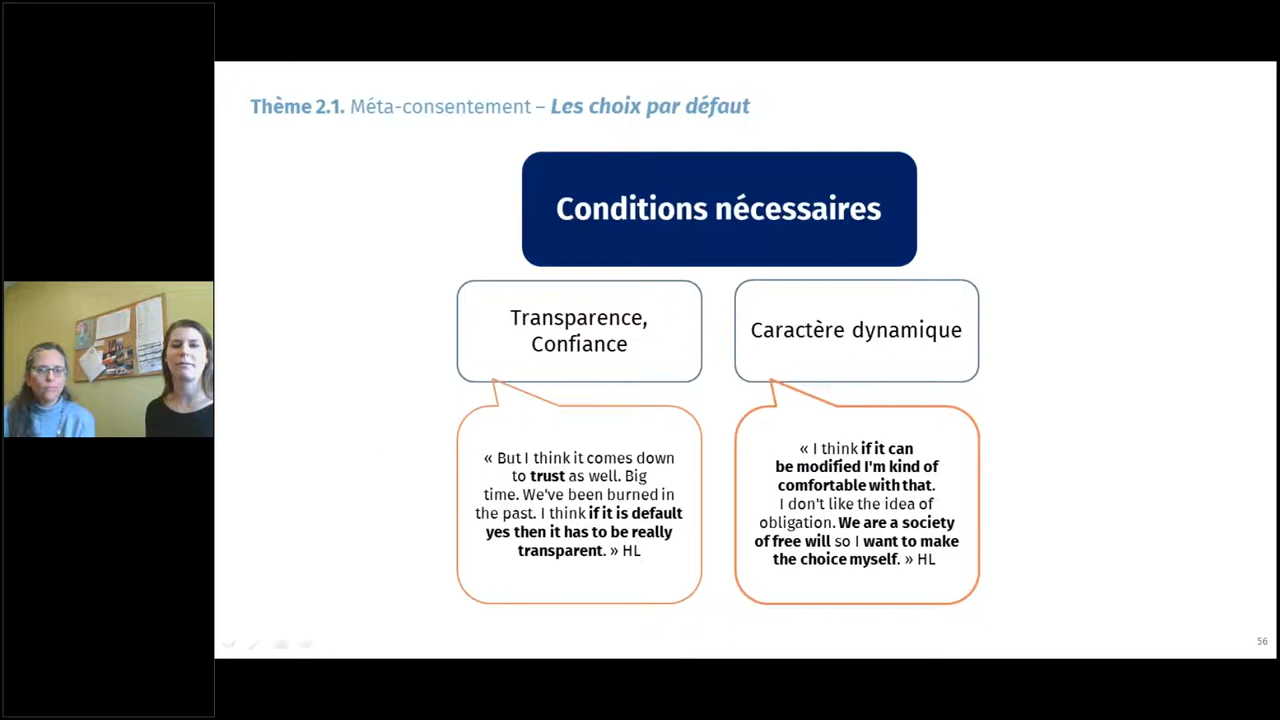 Thème 2.1. Méta-consentement – Les choix par défaut
Conditions nécessaires
Transparence,
Confiance
Caractère dynamique
« But I think it comes down
to trust as well. Big
time. We've been burned in
the past. I think if it is default
yes then it has to be really
transparent. » HL
« I think if it can
be modified I'm kind of
comfortable with that.
I don't like the idea of
obligation. We are a society
of free will so I want to make
the choice myself. » HL
56